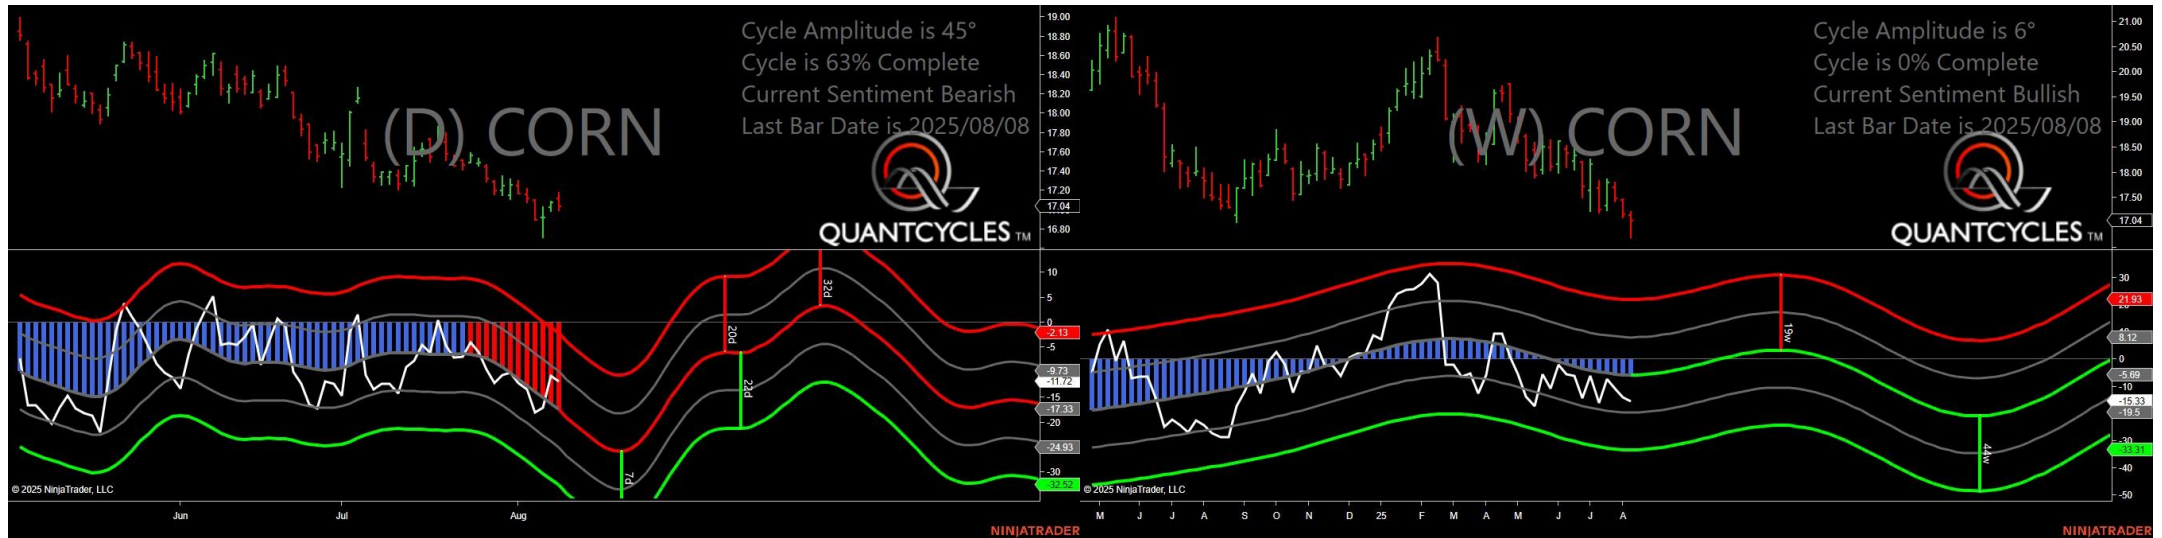 Cycle Amplitude is 45°
Cycle is 63% Complete
Current Sentiment Bearish
Last Bar Date is 2025/08/08
(D) CORN
QUANTCYCLES TM
19.00
18.80
18.60
18.40
18.20
18.00
17.80
17.60
17.40
17.20
17.04
16.80
10
5
0
-2.13
-5
-9.73
-11.72
-15
-17.33
-20
-24.93
-30
-32.52
20d
32d
22d
7d
© 2025 NinjaTrader, LLC
Jun
Jul
Aug
NINJATRADER
Cycle Amplitude is 6°
Cycle is 0% Complete
Current Sentiment Bullish
Last Bar Date is 2025/08/08
(W) CORN
QUANTCYCLES TM
21.00
20.50
20.00
19.50
19.00
18.50
18.00
17.50
17.04
30
21.93
8.12
0
-5.69
-10
-15.33
-19.5
-30
-33.31
-40
-50
19w
44w
© 2025 NinjaTrader, LLC
M
J
J
A
S
O
N
D
25
F
M
A
M
J
J
A
NINJATRADER